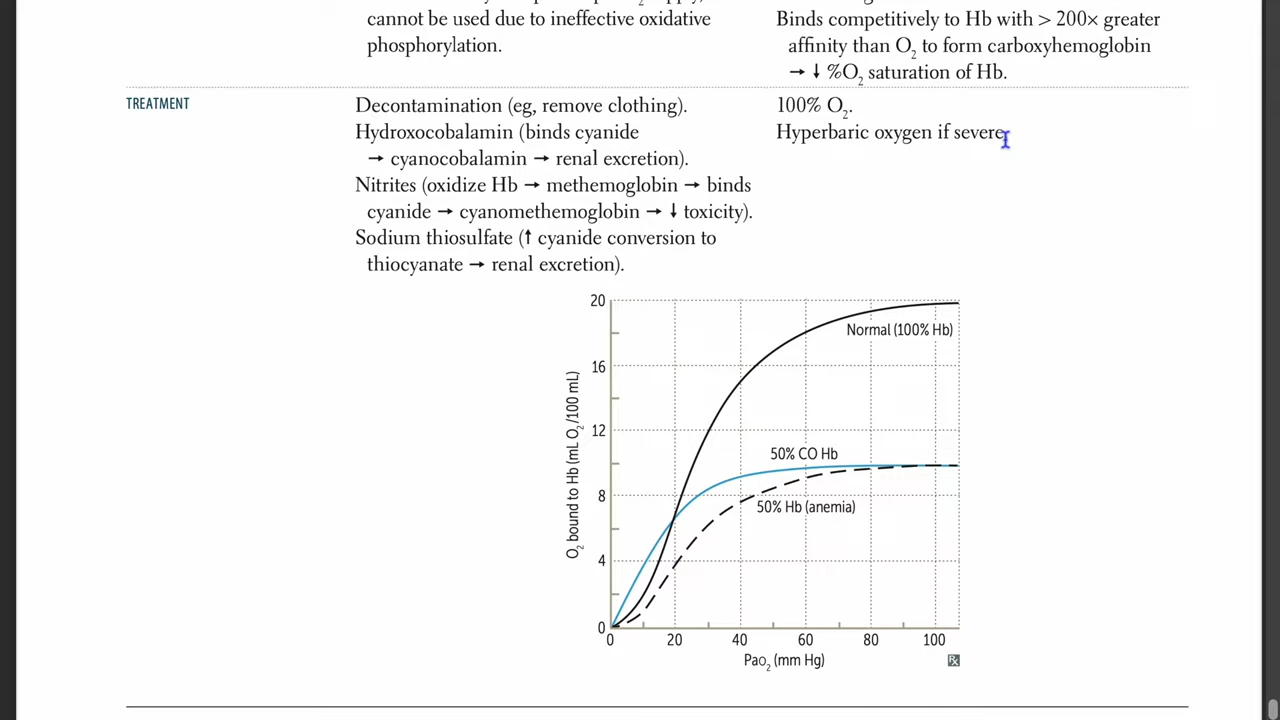 cannot be used due to ineffective oxidative
phosphorylation.
Binds competitively to Hb with > 200× greater
affinity than O₂ to form carboxyhemoglobin
→ ↓ %O₂ saturation of Hb.
TREATMENT
Decontamination (eg, remove clothing).
Hydroxocobalamin (binds cyanide
→ cyanocobalamin → renal excretion).
Nitrites (oxidize Hb → methemoglobin → binds
cyanide → cyanomethemoglobin → ↓ toxicity).
Sodium thiosulfate (↑ cyanide conversion to
thiocyanate → renal excretion).
100% O₂.
Hyperbaric oxygen if severe
O₂ bound to Hb (mL O₂/100 mL)
20
16
12
8
4
0
Normal (100% Hb)
50% CO Hb
50% Hb (anemia)
0 20 40 60 80 100
Pao₂ (mm Hg)
Rx